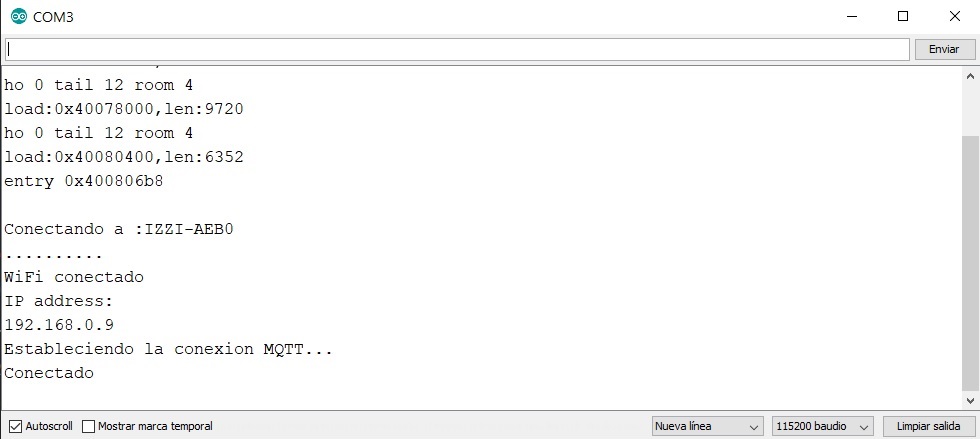 COM3
Enviar
ho 0 tail 12 room 4
load:0x40078000,len:9720
ho 0 tail 12 room 4
load:0x40080400,len:6352
entry 0x400806b8
Conectando a :IZZI-AEB0
..........
WiFi conectado
IP address:
192.168.0.9
Estableciendo la conexion MQTT...
Conectado
Autoscroll Mostrar marca temporal Nueva línea 115200 baudio Limpiar salida